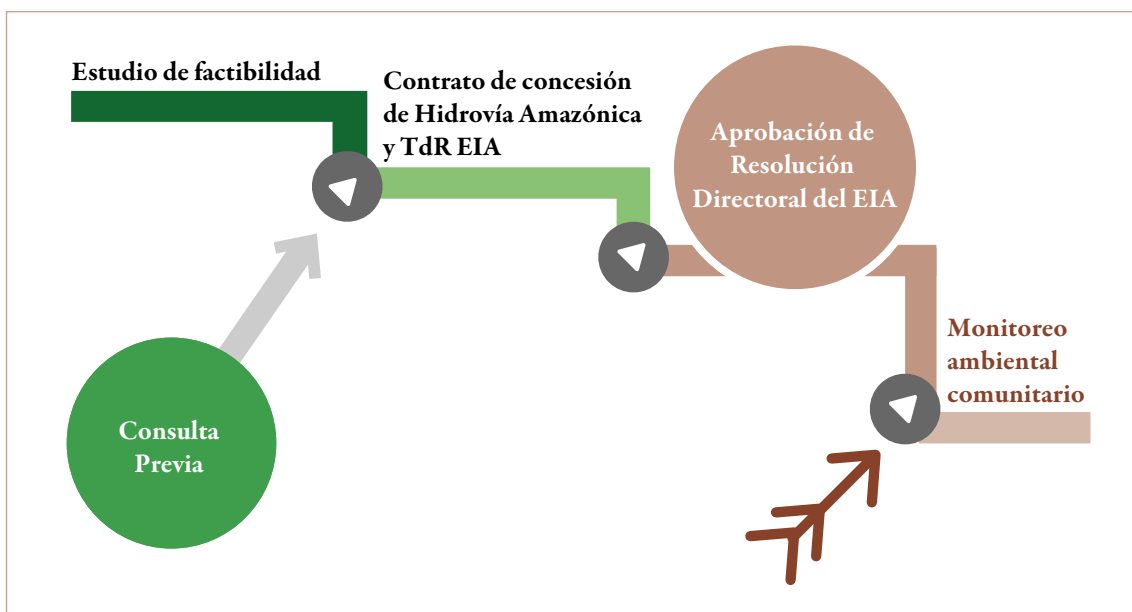 Estudio de factibilidad
Contrato de concesión
de Hidrovía Amazónica
y TdR EIA
Aprobación de
Resolución
Directoral del EIA
Monitoreo
ambiental
comunitario
Consulta
Previa